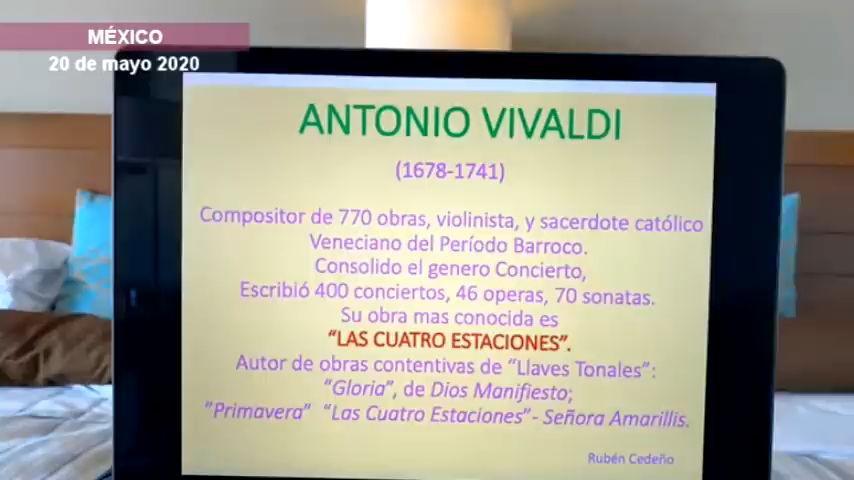 MÉXICO
20 de mayo 2020
ANTONIO VIVALDI
(1678-1741)
Compositor de 770 obras, violinista, y sacerdote católico
Veneciano del Período Barroco.
Consolido el genero Concierto,
Escribió 400 conciertos, 46 operas, 70 sonatas.
Su obra mas conocida es
“LAS CUATRO ESTACIONES”.
Autor de obras contentivas de “Llaves Tonales”:
“Gloria”, de Dios Manifiesto;
”Primavera” “Las Cuatro Estaciones”- Señora Amarillis.
Rubén Cedeño